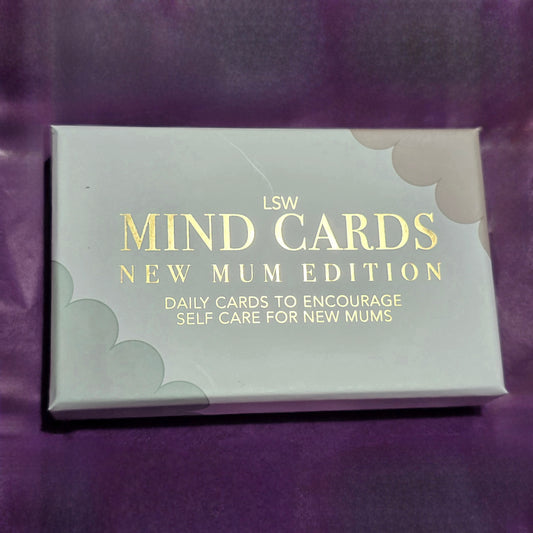 LSW
MIND CARDS
NEW MUM EDITION
DAILY CARDS TO ENCOURAGE
SELF CARE FOR NEW MUMS